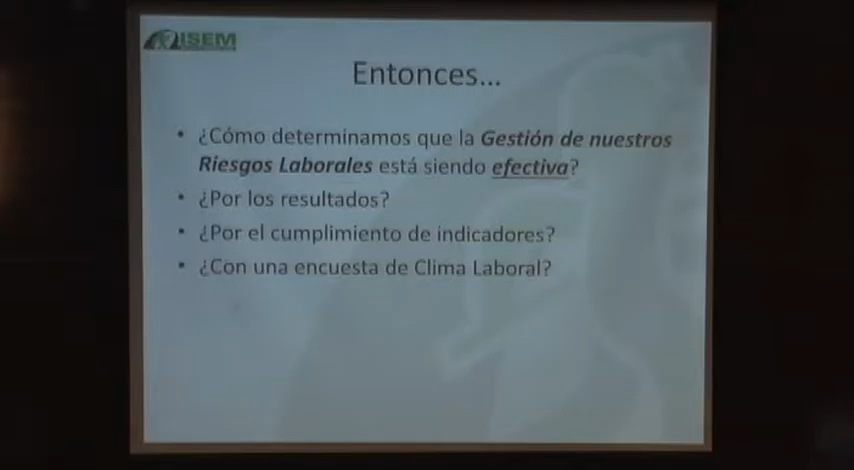 ISEM
Entonces...
• ¿Cómo determinamos que la Gestión de nuestros
Riesgos Laborales está siendo efectiva?
• ¿Por los resultados?
• ¿Por el cumplimiento de indicadores?
• ¿Con una encuesta de Clima Laboral?